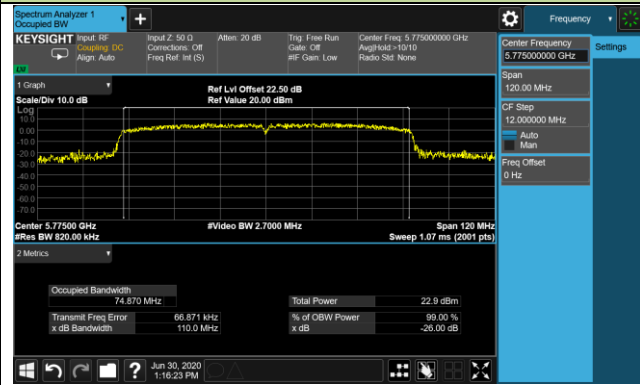 Spectrum Analyzer 1
Occupied BW
+
Frequency
KEYSIGHT
Input: RF
Coupling: DC
Align: Auto
Input Z: 50 Ω
Corrections: Off
Freq Ref: Int (S)
Atten: 20 dB
Trig: Free Run
Gate: Off
#IF Gain: Low
Center Freq: 5.775000000 GHz
Avg|Hold:>10/10
Radio Std: None
Center Frequency
5.775000000 GHz
Settings
Span
120.00 MHz
CF Step
12.000000 MHz
Auto
Man
Freq Offset
0 Hz
1 Graph
Scale/Div 10.0 dB
Ref Lvl Offset 22.50 dB
Ref Value 20.00 dBm
Log
10.0
0.00
-10.0
-20.0
-30.0
-40.0
-50.0
-60.0
-70.0
Center 5.77500 GHz
#Res BW 820.00 kHz
#Video BW 2.7000 MHz
Span 120 MHz
Sweep 1.07 ms (2001 pts)
2 Metrics
Occupied Bandwidth
74.870 MHz
Total Power
22.9 dBm
Transmit Freq Error
66.871 kHz
% of OBW Power
99.00 %
x dB Bandwidth
110.0 MHz
x dB
-26.00 dB
?
Jun 30, 2020
1:16:23 PM